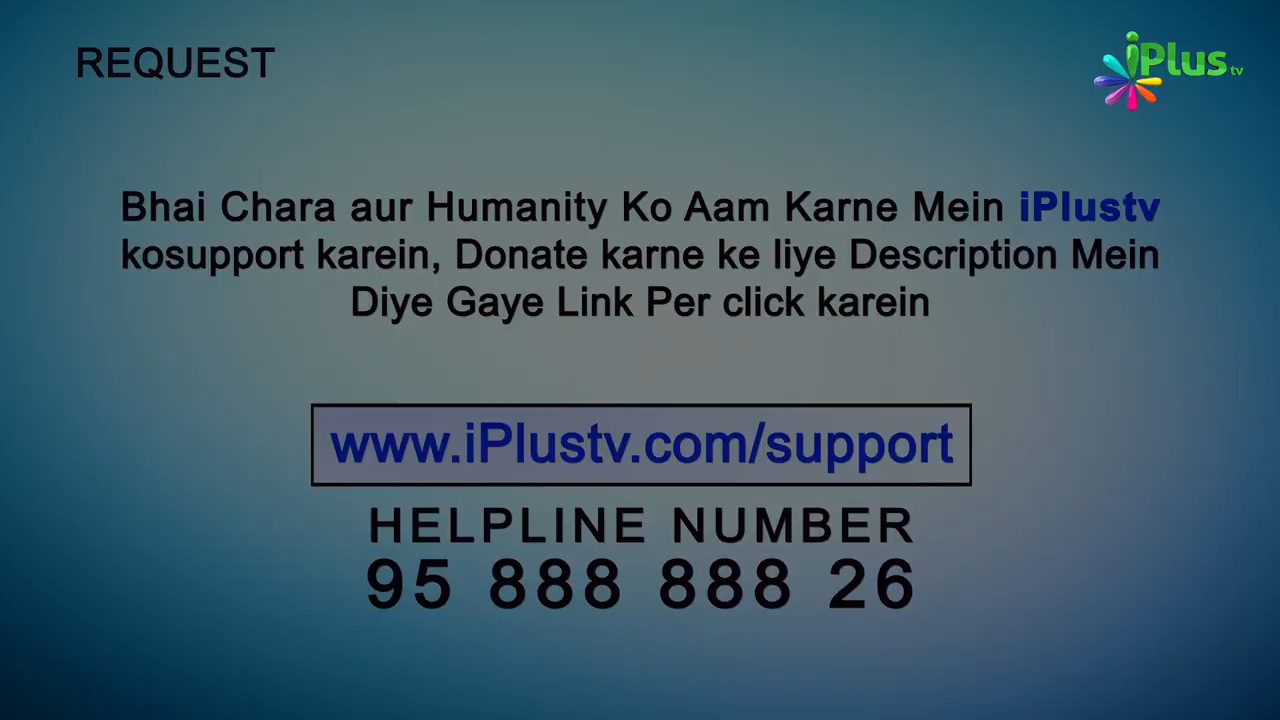 REQUEST
iPlus tv
Bhai Chara aur Humanity Ko Aam Karne Mein iPlustv
kosupport karein, Donate karne ke liye Description Mein
Diye Gaye Link Per click karein
www.iPlustv.com/support
HELPLINE NUMBER
95 888 888 26